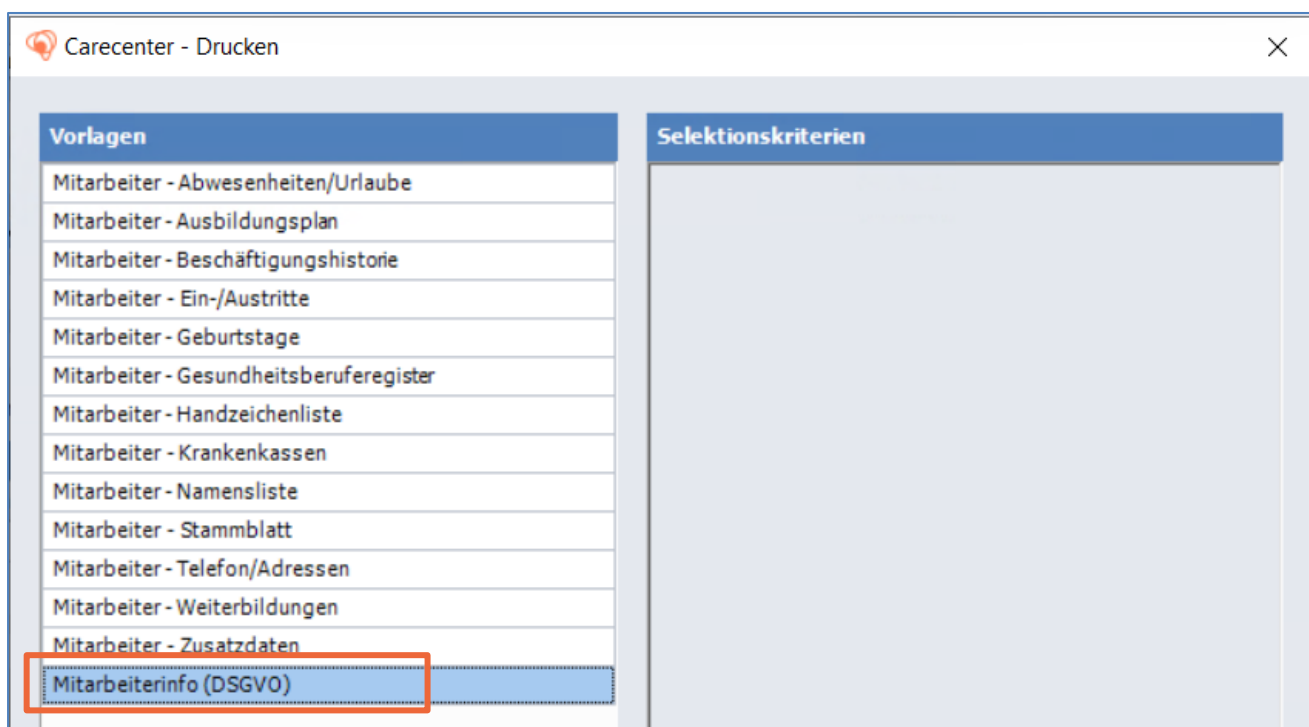 Carecenter - Drucken
Vorlagen
Mitarbeiter - Abwesenheiten/Urlaube
Mitarbeiter - Ausbildungsplan
Mitarbeiter - Beschäftigungshistorie
Mitarbeiter - Ein-/Austritte
Mitarbeiter - Geburtstage
Mitarbeiter - Gesundheitsberuferegister
Mitarbeiter - Handzeichenliste
Mitarbeiter - Krankenkassen
Mitarbeiter - Namensliste
Mitarbeiter - Stammblatt
Mitarbeiter - Telefon/Adressen
Mitarbeiter - Weiterbildungen
Mitarbeiter - Zusatzdaten
Mitarbeiterinfo (DSGVO)
Selektionskriterien